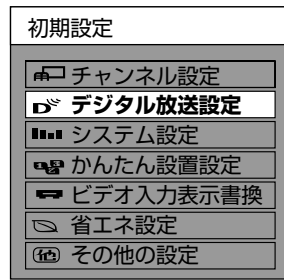 初期設定
チャンネル設定
デジタル放送設定
システム設定
かんたん設置設定
ビデオ入力表示書換
省エネ設定
他 その他の設定